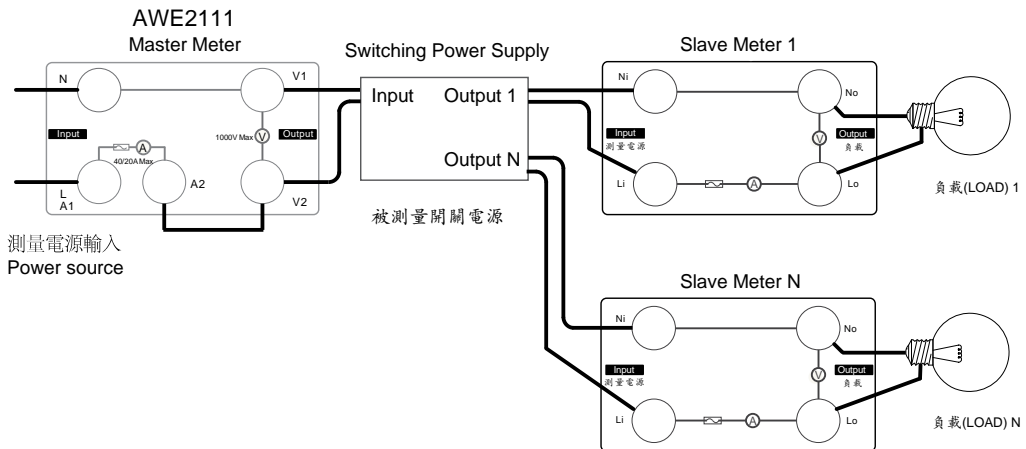 AWE2111
Master Meter
N
V1
Input
1000V Max
V
Output
A
40/20A Max
L
A1
A2
V2
測量電源輸入
Power source
Switching Power Supply
Input
Output 1
Output N
被測量開關電源
Slave Meter 1
Ni
No
Input
測量電源
V
Output
負載
Li
A
Lo
負載(LOAD) 1
Slave Meter N
Ni
No
Input
測量電源
V
Output
負載
Li
A
Lo
負載(LOAD) N